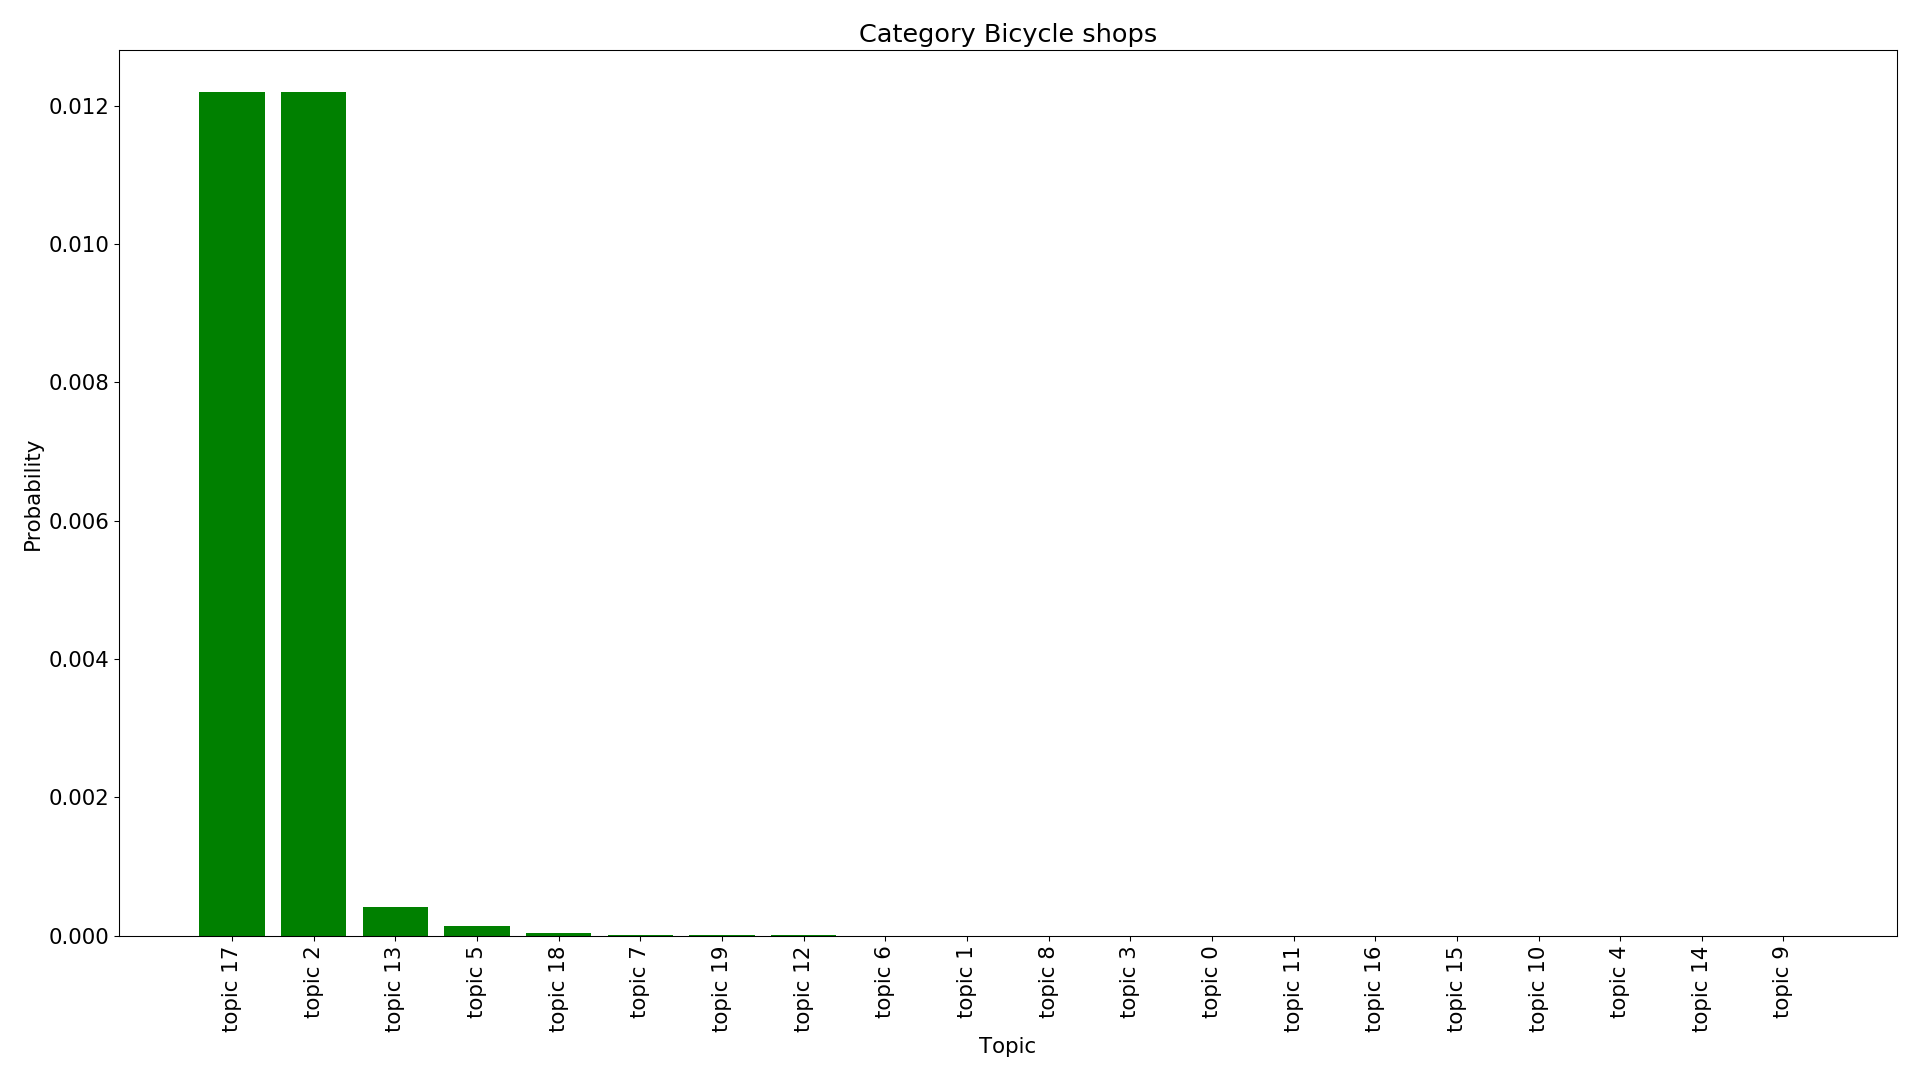 Category Bicycle shops
Probability
0.012
0.010
0.008
0.006
0.004
0.002
0.000
topic 17
topic 2
topic 13
topic 5
topic 18
topic 7
topic 19
topic 12
topic 6
topic 1
topic 8
topic 3
topic 0
topic 11
topic 16
topic 15
topic 10
topic 4
topic 14
topic 9
Topic